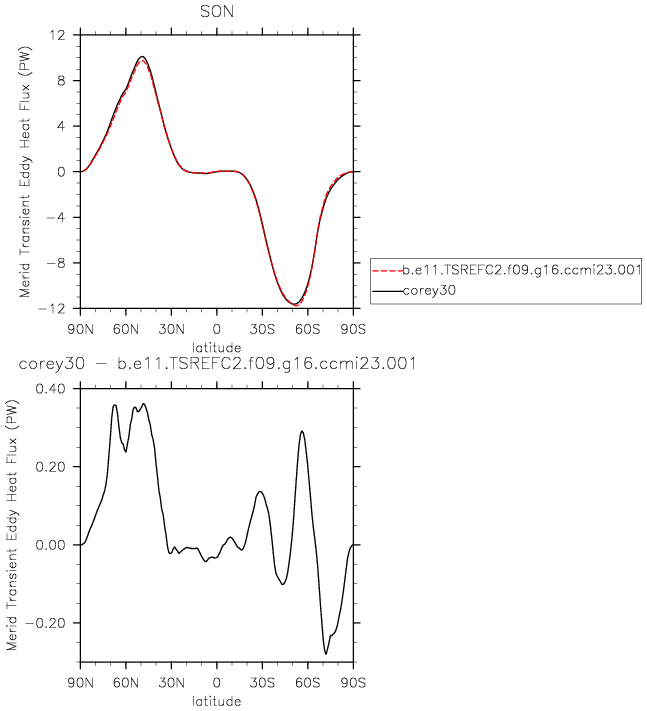 SON
12
8
4
0
−4
−8
−12
Merid Transient Eddy Heat Flux (PW)
90N 60N 30N 0 30S 60S 90S
latitude
b.e11.TSREFC2.f09.g16.ccmi23.001
corey30
corey30 − b.e11.TSREFC2.f09.g16.ccmi23.001
0.40
0.20
0.00
−0.20
Merid Transient Eddy Heat Flux (PW)
90N 60N 30N 0 30S 60S 90S
latitude